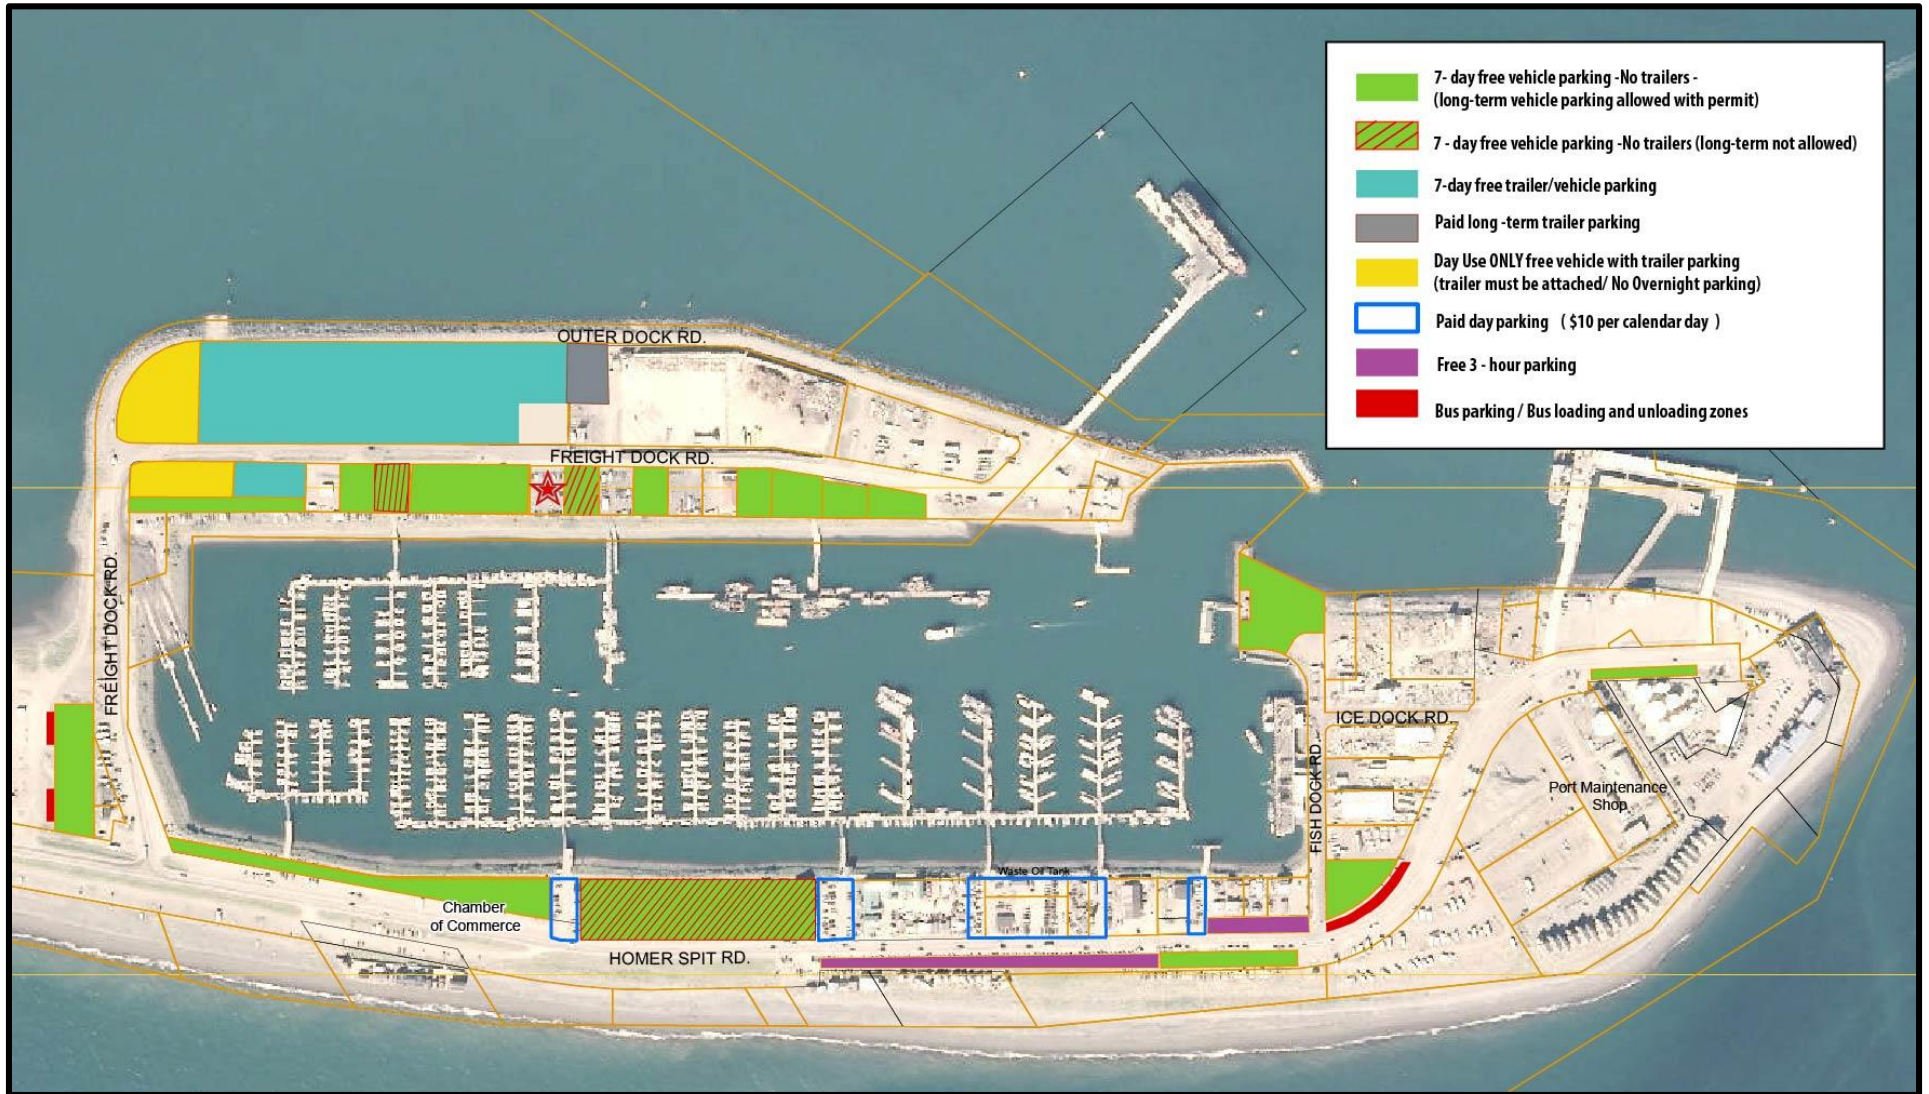 7- day free vehicle parking -No trailers -
(long-term vehicle parking allowed with permit)
7 - day free vehicle parking -No trailers (long-term not allowed)
7-day free trailer/vehicle parking
Paid long -term trailer parking
Day Use ONLY free vehicle with trailer parking
(trailer must be attached/ No Overnight parking)
Paid day parking ( $10 per calendar day )
Free 3 - hour parking
Bus parking / Bus loading and unloading zones
OUTER DOCK RD.
FREIGHT DOCK RD.
FREIGHT DOCK RD.
ICE DOCK RD.
FISH DOCK RD.
Port Maintenance
Shop
Waste Oil Tank
Chamber
of Commerce
HOMER SPIT RD.